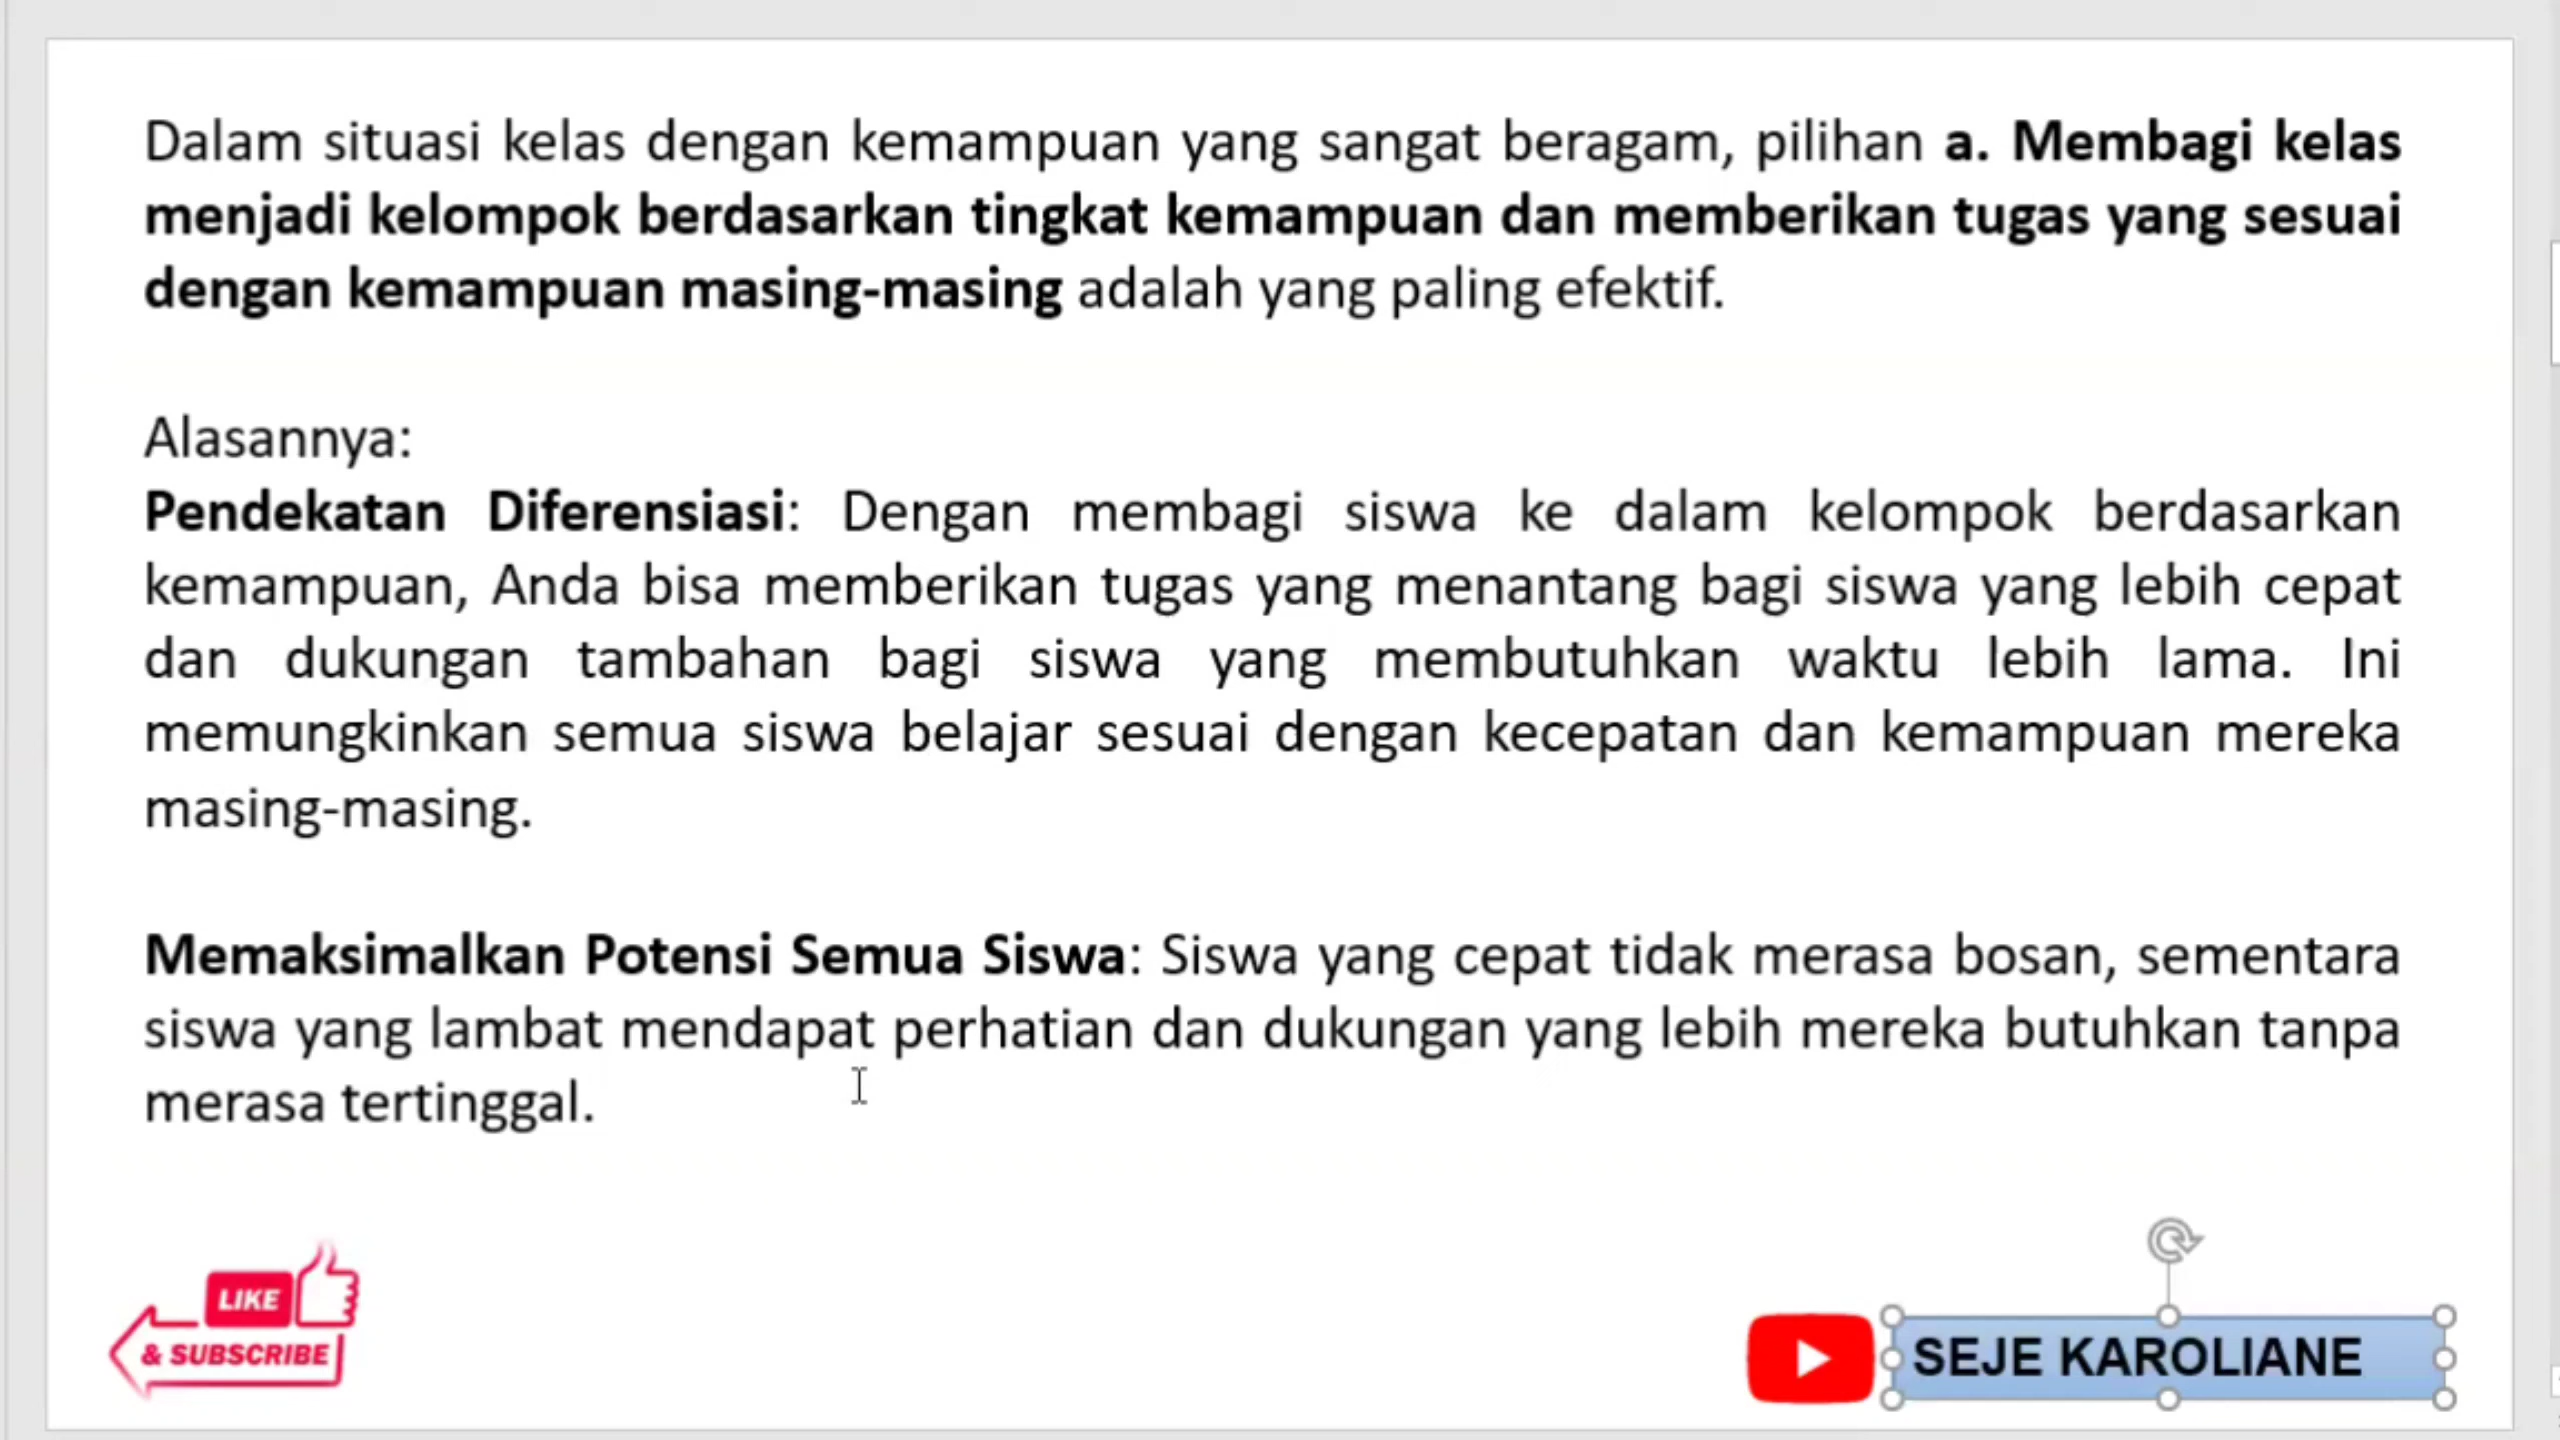 Dalam situasi kelas dengan kemampuan yang sangat beragam, pilihan a. Membagi kelas
menjadi kelompok berdasarkan tingkat kemampuan dan memberikan tugas yang sesuai
dengan kemampuan masing-masing adalah yang paling efektif.
Alasannya:
Pendekatan Diferensiasi: Dengan membagi siswa ke dalam kelompok berdasarkan
kemampuan, Anda bisa memberikan tugas yang menantang bagi siswa yang lebih cepat
dan dukungan tambahan bagi siswa yang membutuhkan waktu lebih lama. Ini
memungkinkan semua siswa belajar sesuai dengan kecepatan dan kemampuan mereka
masing-masing.
Memaksimalkan Potensi Semua Siswa: Siswa yang cepat tidak merasa bosan, sementara
siswa yang lambat mendapat perhatian dan dukungan yang lebih mereka butuhkan tanpa
merasa tertinggal.
LIKE
& SUBSCRIBE
SEJE KAROLIANE